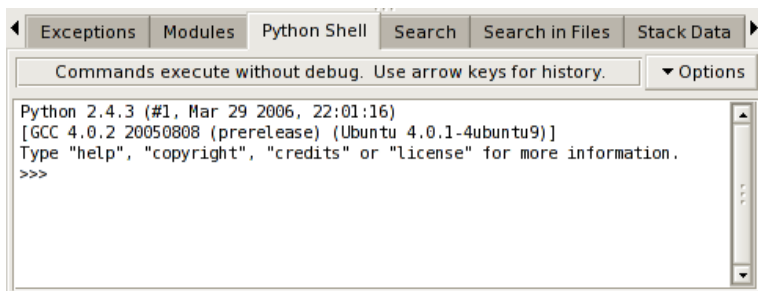 Exceptions Modules Python Shell Search Search in Files Stack Data
Commands execute without debug. Use arrow keys for history. Options
Python 2.4.3 (#1, Mar 29 2006, 22:01:16)
[GCC 4.0.2 20050808 (prerelease) (Ubuntu 4.0.1-4ubuntu9)]
Type "help", "copyright", "credits" or "license" for more information.
>>>